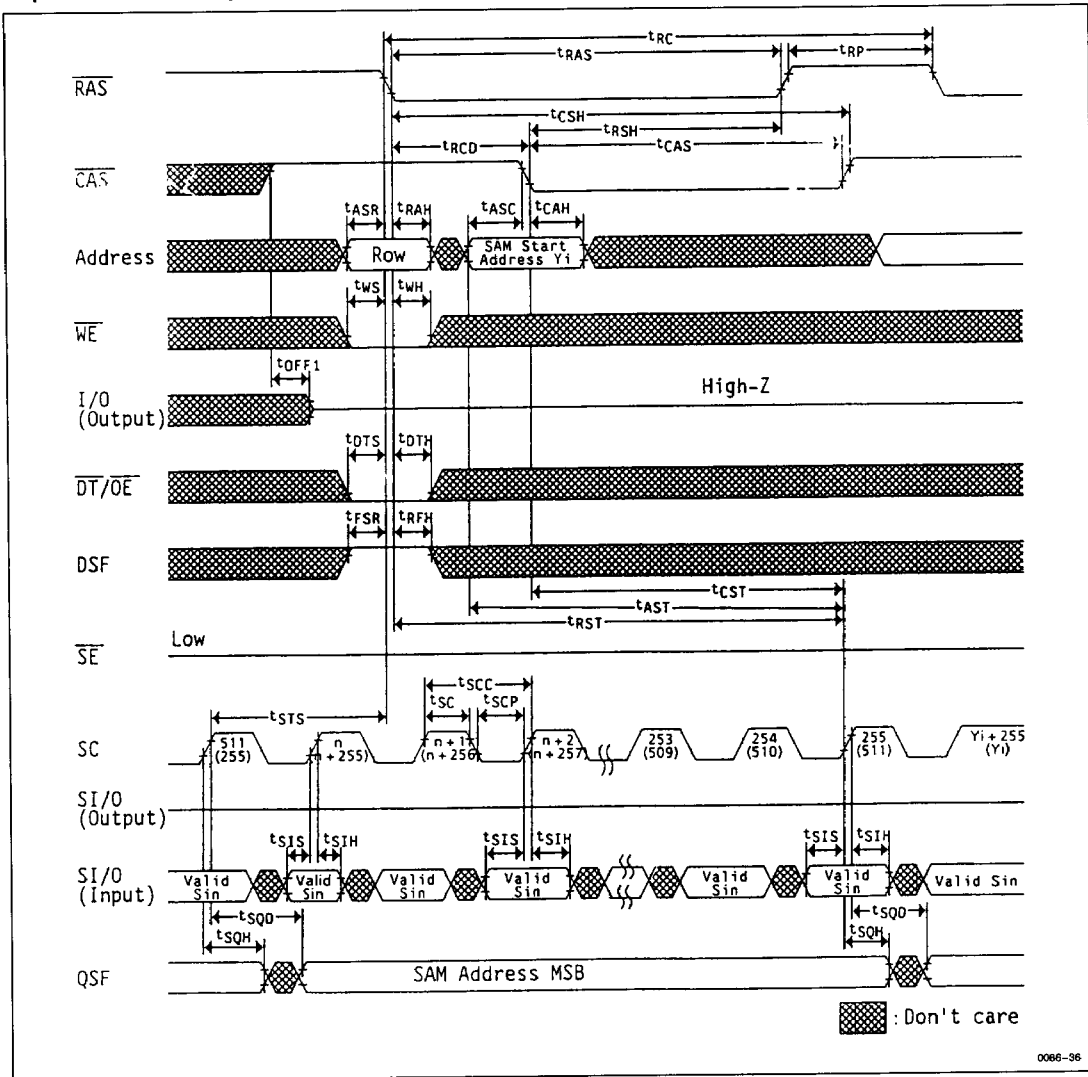 tRC
tRAS
tRP
RAS
tCSH
tRSH
tRCD
tCAS
CAS
tASR
tRAH
tASC
tCAH
Address
Row
SAM Start
Address Yi
tWS
tWH
WE
tOFF1
I/O
(Output)
High-Z
tDTS
tDTH
DT/OE
tFSR
tRFH
DSF
tCST
tAST
tRST
Low
SE
tSCC
tSTS
tSC
tSCP
SC
511
(255)
n
n+255)
n+1
(n+256)
n+2
n+257)
253
(509)
254
(510)
255
(511)
Yi+255
(Yi)
SI/O
(Output)
tSIS
tSIH
tSIS
tSIH
tSIS
tSIH
SI/O
(Input)
Valid
Sin
Valid
Sin
Valid
Sin
Valid
Sin
Valid
Sin
Valid
Sin
Valid Sin
tSQD
tSQD
tSQH
tSQH
QSF
SAM Address MSB
:Don't care
0086-36